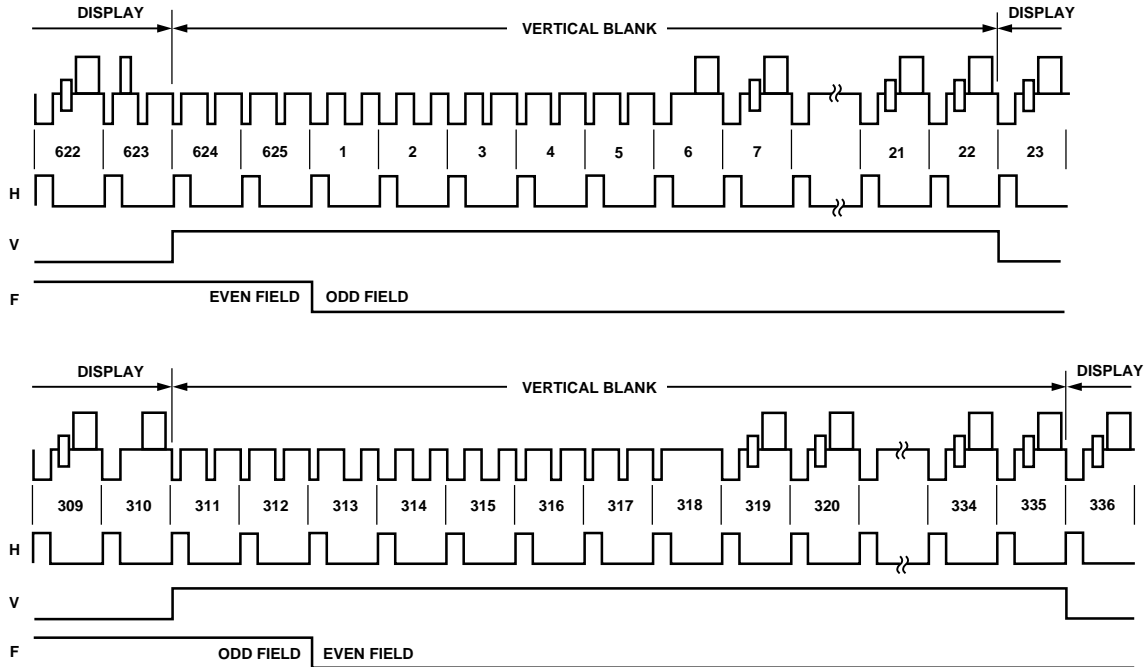 DISPLAY VERTICAL BLANK DISPLAY
622 623 624 625 1 2 3 4 5 6 7 21 22 23
H
V
F EVEN FIELD ODD FIELD
DISPLAY VERTICAL BLANK DISPLAY
309 310 311 312 313 314 315 316 317 318 319 320 334 335 336
H
V
F ODD FIELD EVEN FIELD